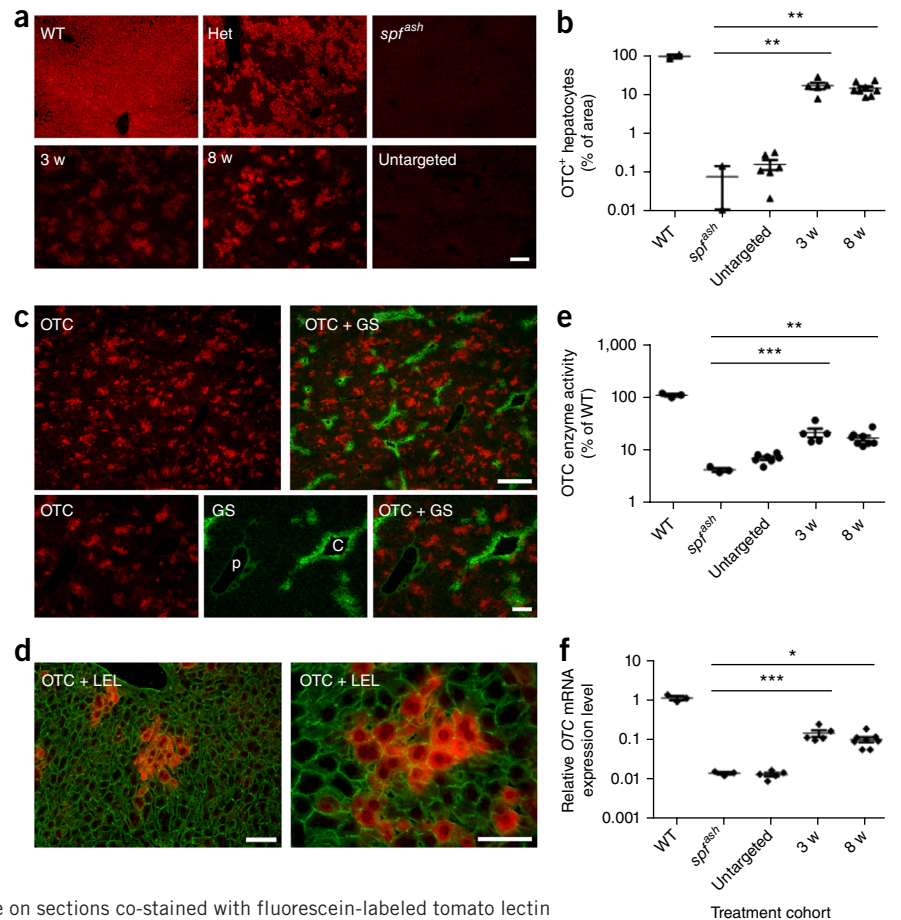 a
WT
Het
spf^ash
3 w
8 w
Untargeted
b
**
**
OTC+ hepatocytes
(% of area)
100
10
1
0.1
0.01
WT
spf^ash
Untargeted
3 w
8 w
c
OTC
OTC + GS
OTC
GS
p
C
OTC + GS
e
**
***
OTC enzyme activity
(% of WT)
1,000
100
10
1
WT
spf^ash
Untargeted
3 w
8 w
d
OTC + LEL
OTC + LEL
f
*
***
Relative OTC mRNA
expression level
10
1
0.1
0.01
0.001
WT
spf^ash
Untargeted
3 w
8 w
Treatment cohort
e on sections co-stained with fluorescein-labeled tomato lectin